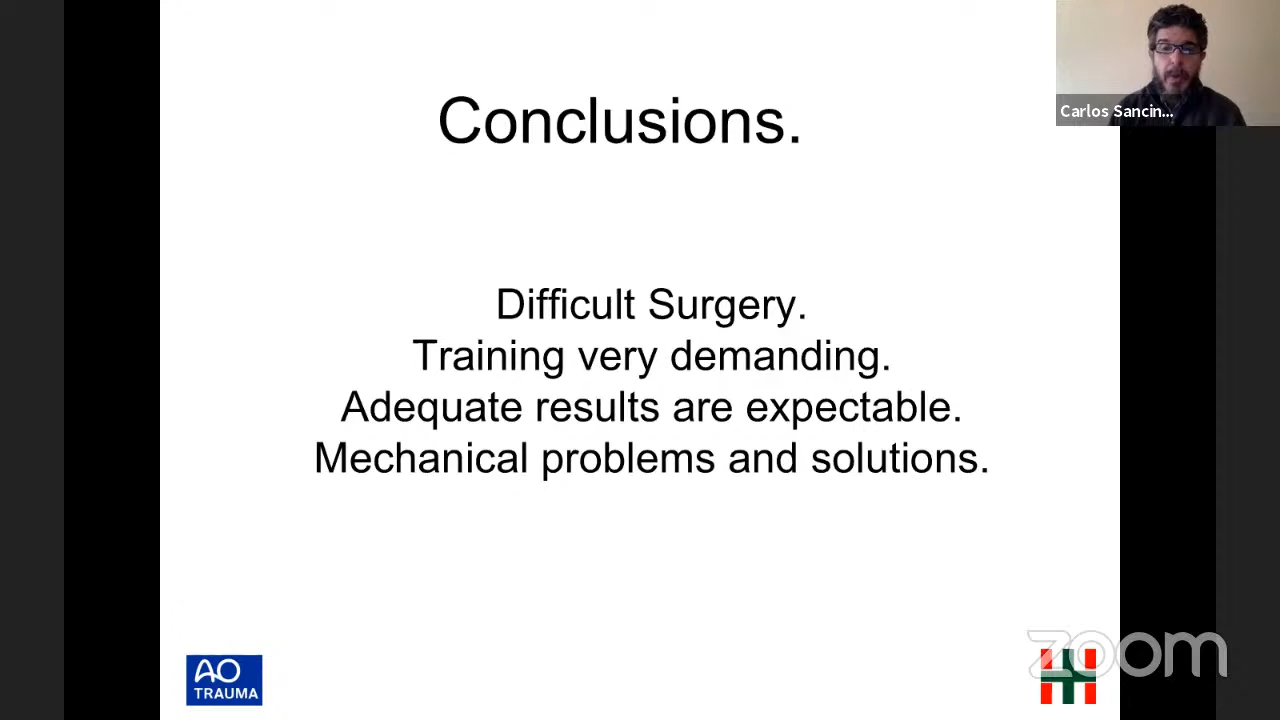 Conclusions.
Carlos Sancin...
Difficult Surgery.
Training very demanding.
Adequate results are expectable.
Mechanical problems and solutions.
AO
TRAUMA
zoom